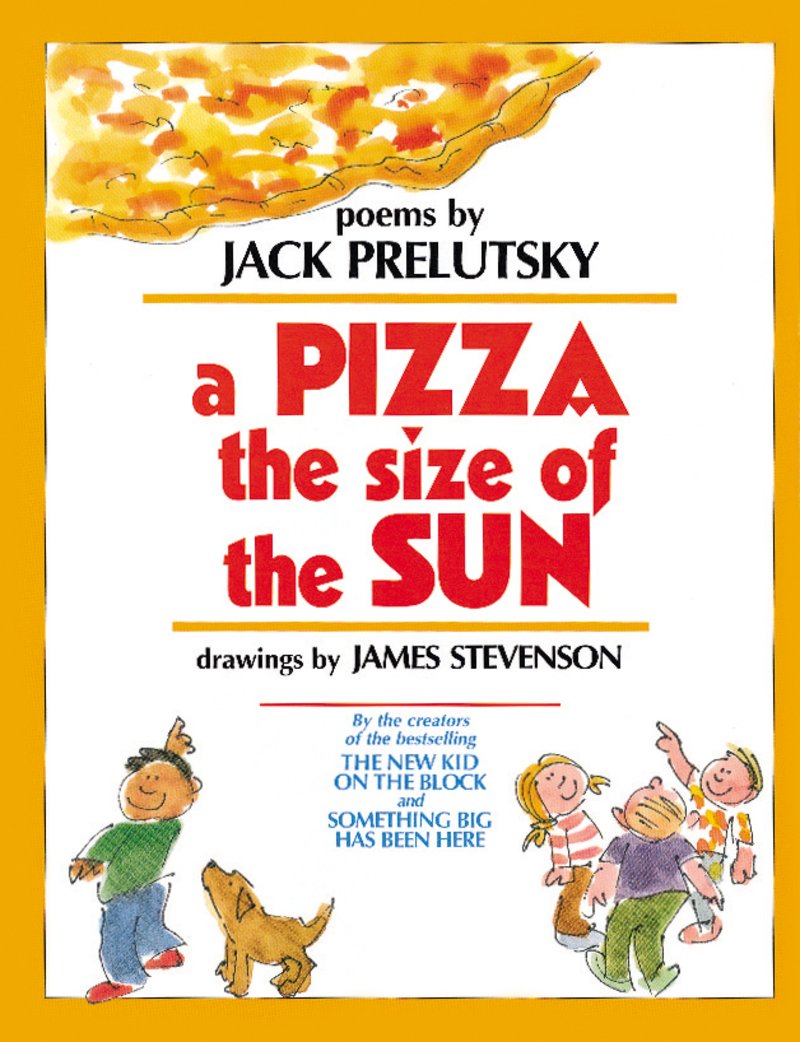 poems by
JACK PRELUTSKY
a PIZZA
the size of
the SUN
drawings by JAMES STEVENSON
By the creators
of the bestselling
THE NEW KID
ON THE BLOCK
and
SOMETHING BIG
HAS BEEN HERE